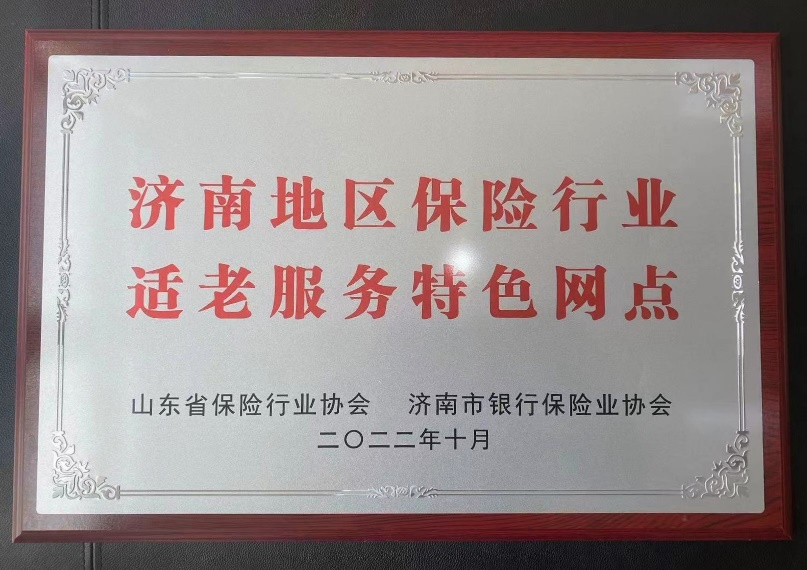 济南地区保险行业
适老服务特色网点
山东省保险行业协会 济南市银行保险业协会
二〇二二年十月